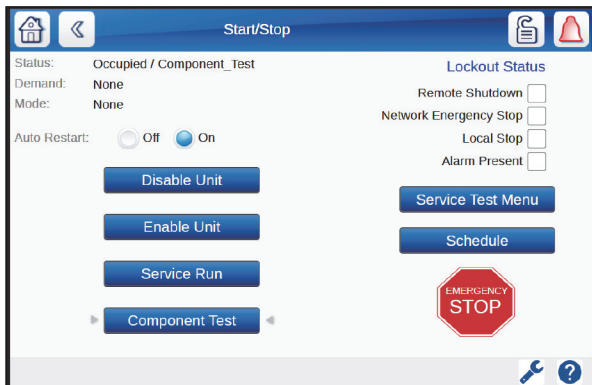 Start/Stop
Status: Occupied / Component_Test
Demand: None
Mode: None
Auto Restart: Off On
Disable Unit
Enable Unit
Service Run
Component Test
Lockout Status
Remote Shutdown
Network Emergency Stop
Local Stop
Alarm Present
Service Test Menu
Schedule
EMERGENCY
STOP
?